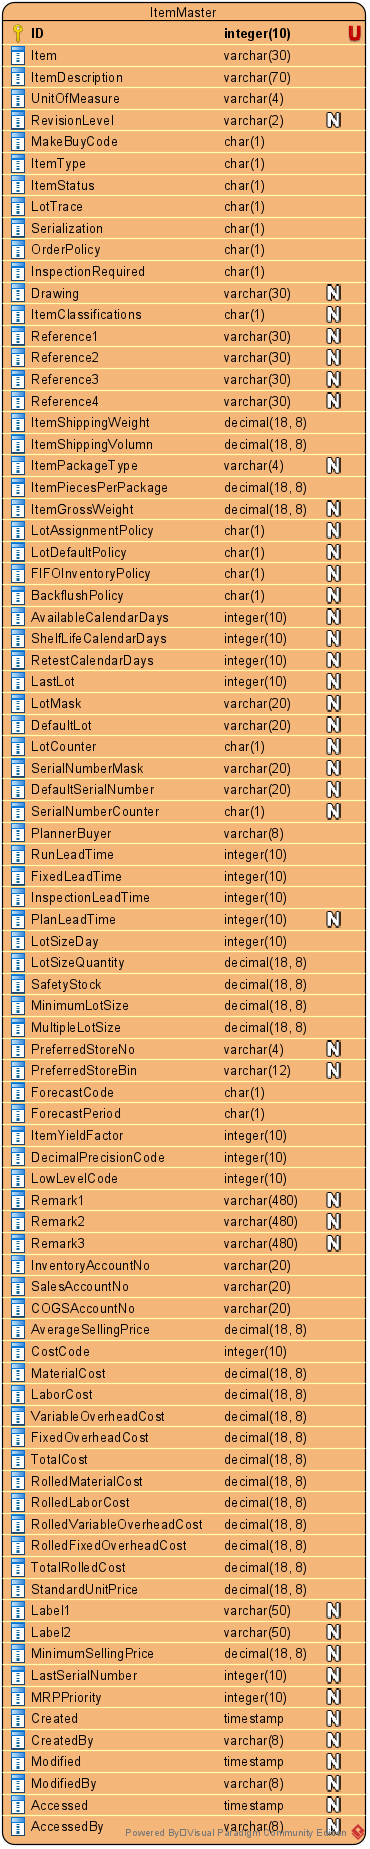 ItemMaster
ID integer(10) U
Item varchar(30)
ItemDescription varchar(70)
UnitOfMeasure varchar(4)
RevisionLevel varchar(2) N
MakeBuyCode char(1)
ItemType char(1)
ItemStatus char(1)
LotTrace char(1)
Serialization char(1)
OrderPolicy char(1)
InspectionRequired char(1)
Drawing varchar(30) N
ItemClassifications char(1) N
Reference1 varchar(30) N
Reference2 varchar(30) N
Reference3 varchar(30) N
Reference4 varchar(30) N
ItemShippingWeight decimal(18, 8)
ItemShippingVolumn decimal(18, 8)
ItemPackageType varchar(4) N
ItemPiecesPerPackage decimal(18, 8)
ItemGrossWeight decimal(18, 8) N
LotAssignmentPolicy char(1) N
LotDefaultPolicy char(1) N
FIFOInventoryPolicy char(1) N
BackflushPolicy char(1) N
AvailableCalendarDays integer(10) N
ShelfLifeCalendarDays integer(10) N
RetestCalendarDays integer(10) N
LastLot integer(10) N
LotMask varchar(20) N
DefaultLot varchar(20) N
LotCounter char(1) N
SerialNumberMask varchar(20) N
DefaultSerialNumber varchar(20) N
SerialNumberCounter char(1) N
PlannerBuyer varchar(8)
RunLeadTime integer(10)
FixedLeadTime integer(10)
InspectionLeadTime integer(10)
PlanLeadTime integer(10) N
LotSizeDay integer(10)
LotSizeQuantity decimal(18, 8)
SafetyStock decimal(18, 8)
MinimumLotSize decimal(18, 8)
MultipleLotSize decimal(18, 8)
PreferredStoreNo varchar(4) N
PreferredStoreBin varchar(12) N
ForecastCode char(1)
ForecastPeriod char(1)
ItemYieldFactor integer(10)
DecimalPrecisionCode integer(10)
LowLevelCode integer(10)
Remark1 varchar(480) N
Remark2 varchar(480) N
Remark3 varchar(480) N
InventoryAccountNo varchar(20)
SalesAccountNo varchar(20)
COGSAccountNo varchar(20)
AverageSellingPrice decimal(18, 8)
CostCode integer(10)
MaterialCost decimal(18, 8)
LaborCost decimal(18, 8)
VariableOverheadCost decimal(18, 8)
FixedOverheadCost decimal(18, 8)
TotalCost decimal(18, 8)
RolledMaterialCost decimal(18, 8)
RolledLaborCost decimal(18, 8)
RolledVariableOverheadCost decimal(18, 8)
RolledFixedOverheadCost decimal(18, 8)
TotalRolledCost decimal(18, 8)
StandardUnitPrice decimal(18, 8)
Label1 varchar(50) N
Label2 varchar(50) N
MinimumSellingPrice decimal(18, 8) N
LastSerialNumber integer(10) N
MRPPriority integer(10) N
Created timestamp N
CreatedBy varchar(8) N
Modified timestamp N
ModifiedBy varchar(8) N
Accessed timestamp N
AccessedBy varchar(8) N
Powered By Visual Paradigm Community Edition